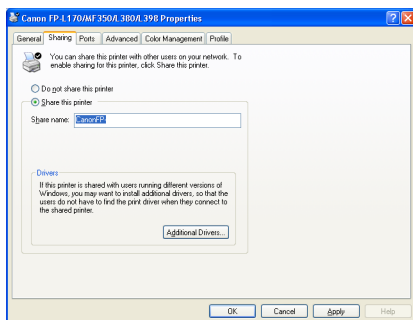 Canon FP-L170/MF350/L380/L398 Properties
General Sharing Ports Advanced Color Management Profile
You can share this printer with other users on your network. To
enable sharing for this printer, click Share this printer.
Do not share this printer
Share this printer
Share name: CanonFP-
Drivers
If this printer is shared with users running different versions of
Windows, you may want to install additional drivers, so that the
users do not have to find the print driver when they connect to
the shared printer.
Additional Drivers...
OK Cancel Apply Help